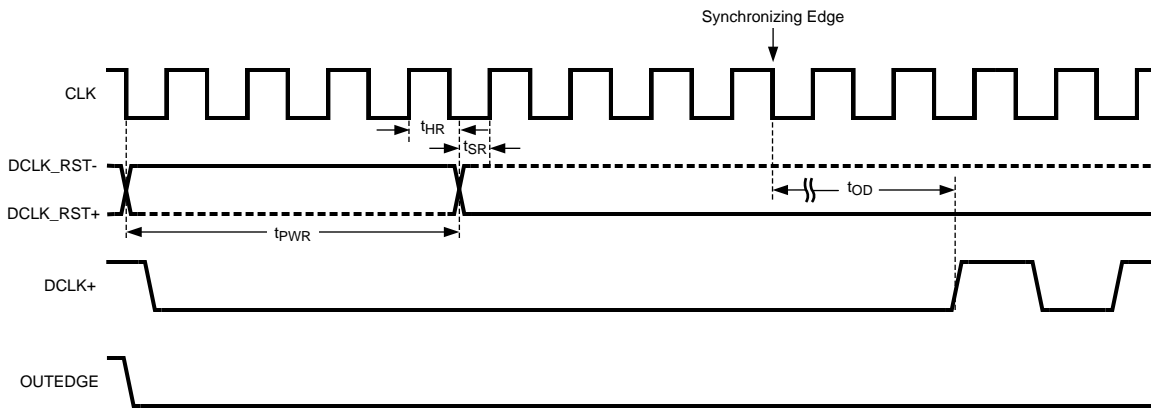 Synchronizing Edge
CLK
tHR
tSR
DCLK_RST-
DCLK_RST+
tOD
tPWR
DCLK+
OUTEDGE